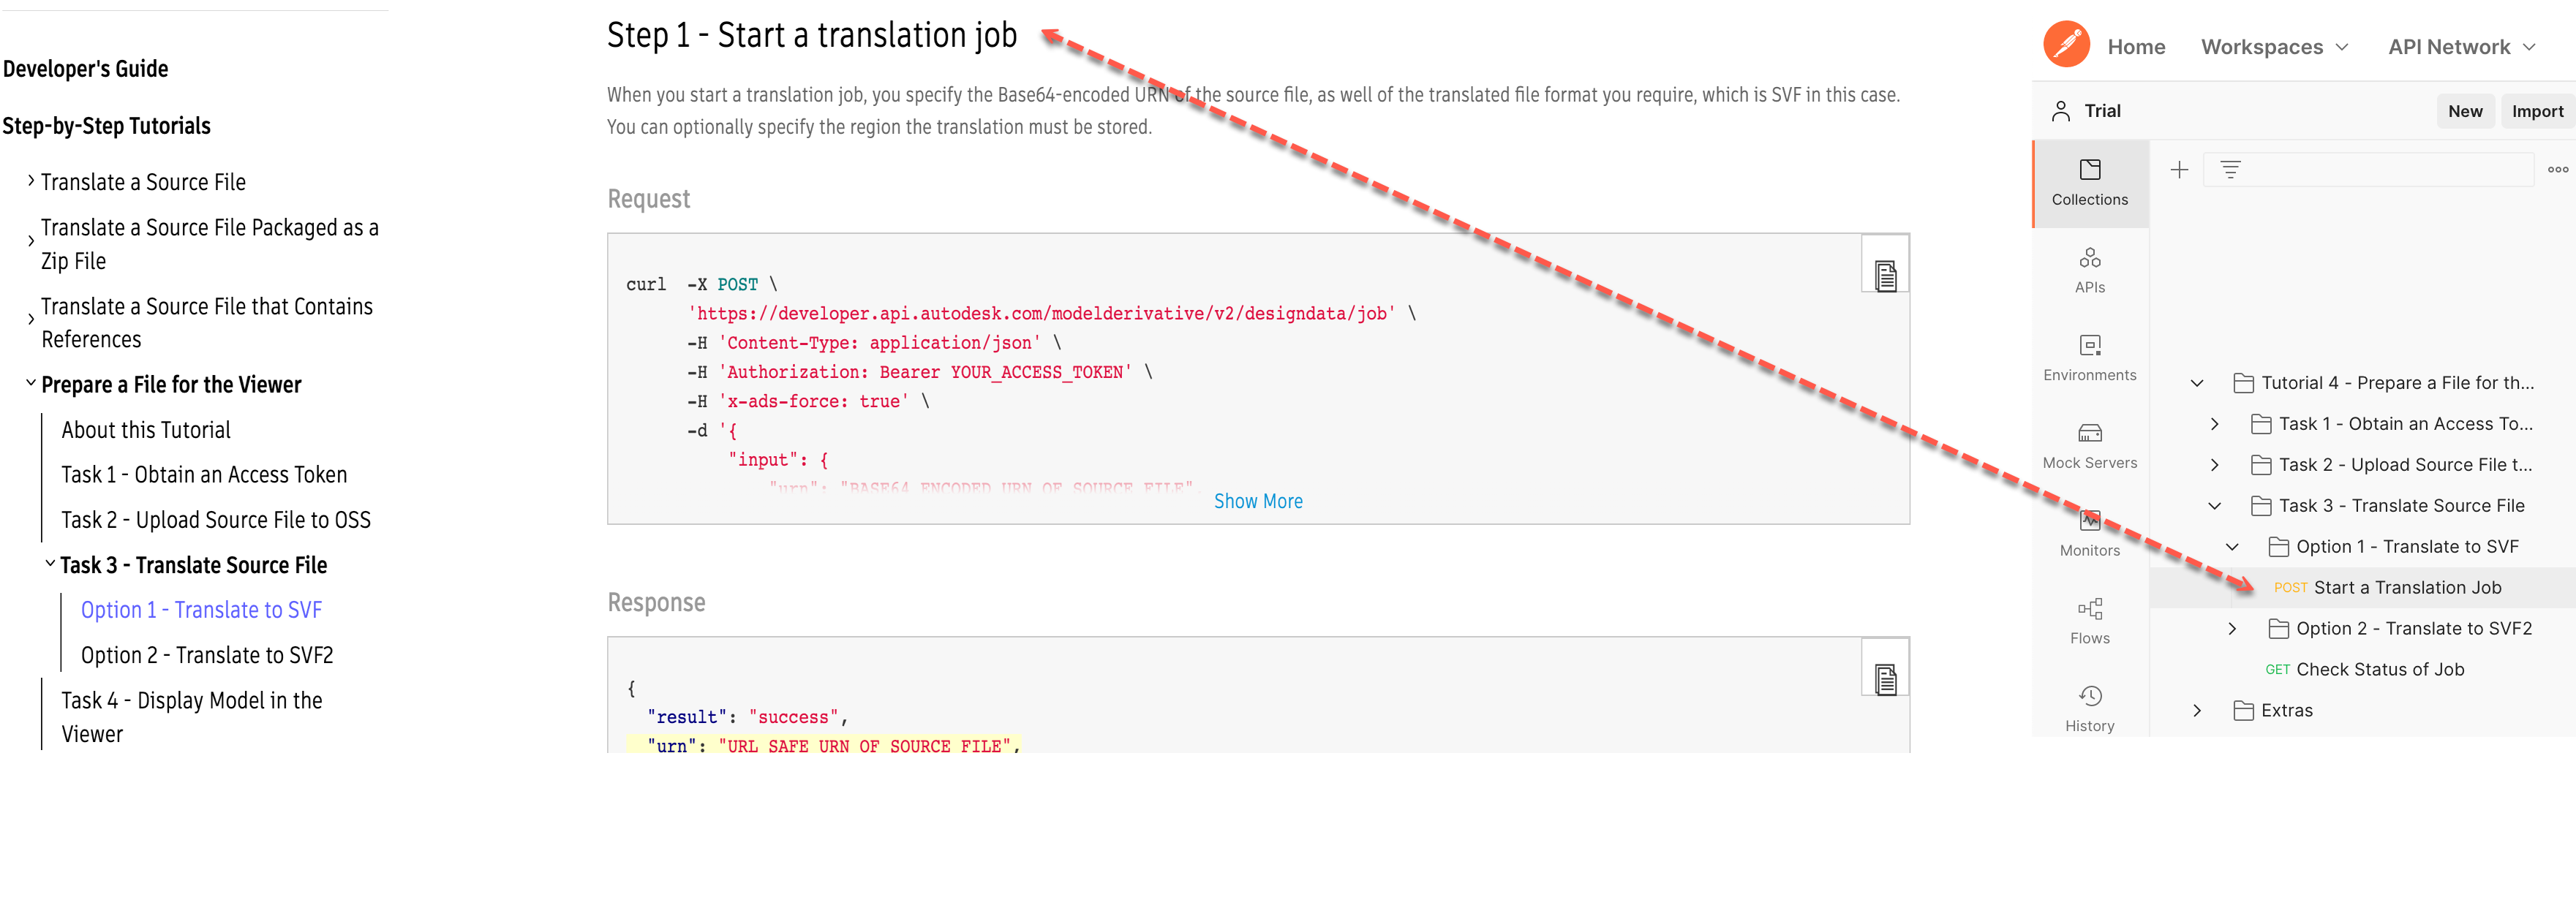 Developer's Guide
Step-by-Step Tutorials
Translate a Source File
Translate a Source File Packaged as a
Zip File
Translate a Source File that Contains
References
Prepare a File for the Viewer
About this Tutorial
Task 1 - Obtain an Access Token
Task 2 - Upload Source File to OSS
Task 3 - Translate Source File
Option 1 - Translate to SVF
Option 2 - Translate to SVF2
Task 4 - Display Model in the
Viewer
Step 1 - Start a translation job
When you start a translation job, you specify the Base64-encoded URN of the source file, as well of the translated file format you require, which is SVF in this case.
You can optionally specify the region the translation must be stored.
Request
curl -X POST \
'https://developer.api.autodesk.com/modelderivative/v2/designdata/job' \
-H 'Content-Type: application/json' \
-H 'Authorization: Bearer YOUR_ACCESS_TOKEN' \
-H 'x-ads-force: true' \
-d '{
"input": {
"urn": "BASE64_ENCODED_URN_OF_SOURCE_FILE",
Show More
Response
{
"result": "success",
"urn": "URL_SAFE_URN_OF_SOURCE_FILE",
Home Workspaces API Network
Trial New Import
Collections
APIs
Environments
Mock Servers
Monitors
Flows
History
Tutorial 4 - Prepare a File for th...
Task 1 - Obtain an Access To...
Task 2 - Upload Source File t...
Task 3 - Translate Source File
Option 1 - Translate to SVF
POST Start a Translation Job
Option 2 - Translate to SVF2
GET Check Status of Job
Extras